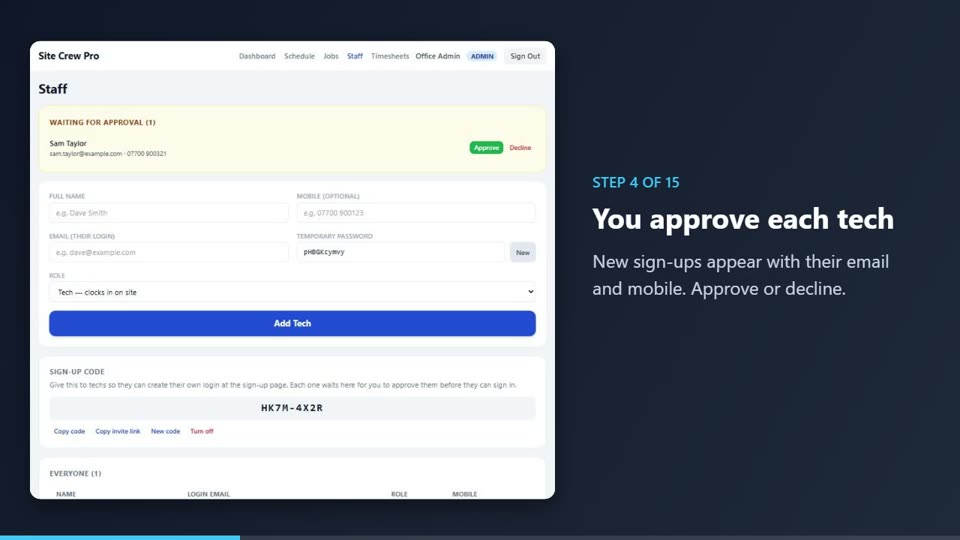 Site Crew Pro
Dashboard Schedule Jobs Staff Timesheets Office Admin ADMIN Sign Out
Staff
WAITING FOR APPROVAL (1)
Sam Taylor
sam.taylor@example.com · 07700 900321
Approve Decline
FULL NAME
MOBILE (OPTIONAL)
e.g. Dave Smith
e.g. 07700 900123
EMAIL (THEIR LOGIN)
TEMPORARY PASSWORD
e.g. dave@example.com
pHBGKcymvy
New
ROLE
Tech — clocks in on site
Add Tech
SIGN-UP CODE
Give this to techs so they can create their own login at the sign-up page. Each one waits here for you to approve them before they can sign in.
HK7M-4X2R
Copy code Copy invite link New code Turn off
EVERYONE (1)
NAME LOGIN EMAIL ROLE MOBILE
STEP 4 OF 15
You approve each tech
New sign-ups appear with their email
and mobile. Approve or decline.